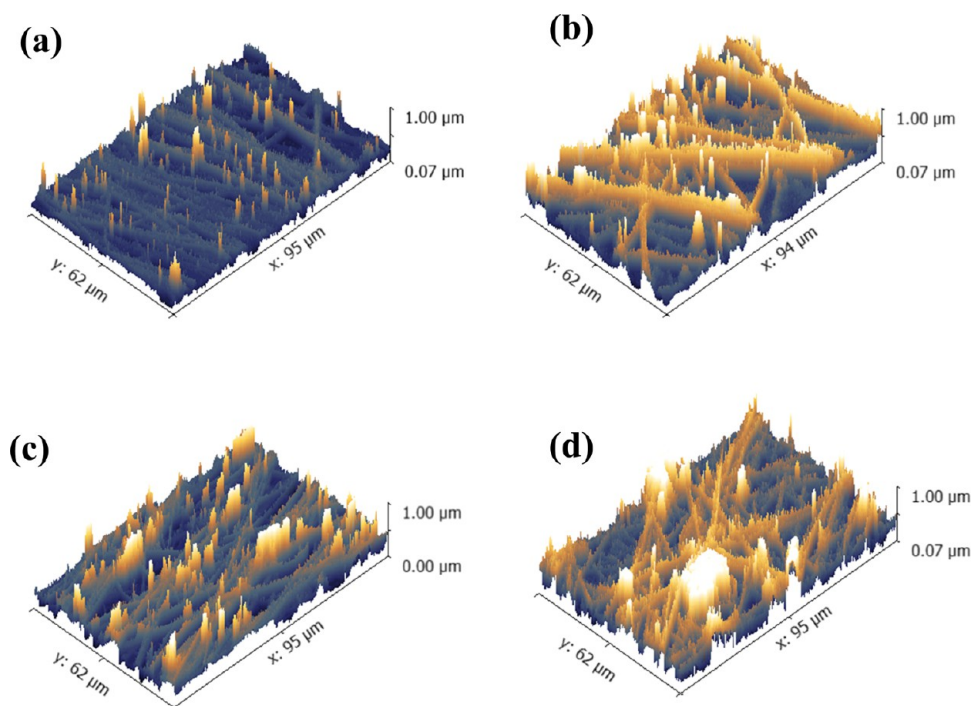 (a)
1.00 µm
0.07 µm
x: 95 µm
y: 62 µm
(b)
1.00 µm
0.07 µm
x: 94 µm
y: 62 µm
(c)
1.00 µm
0.00 µm
x: 95 µm
y: 62 µm
(d)
1.00 µm
0.07 µm
x: 95 µm
y: 62 µm